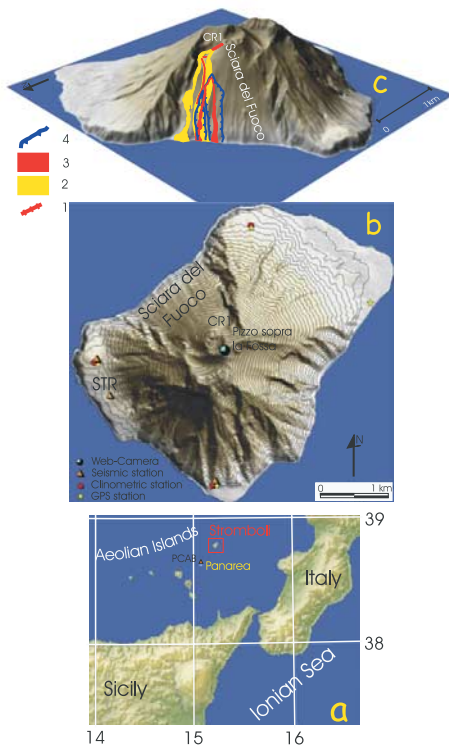 CR1
Sciara del Fuoco
c
0
1km
4
3
2
1
b
Sciara del
Fuoco
CR1
Pizzo sopra
la Fossa
STR
N
Web-Camera
Seismic station
Clinometric station
GPS station
0
1 km
39
Aeolian Islands
Stromboli
PCAB
Panarea
Italy
38
Sicily
Ionian Sea
a
14
15
16